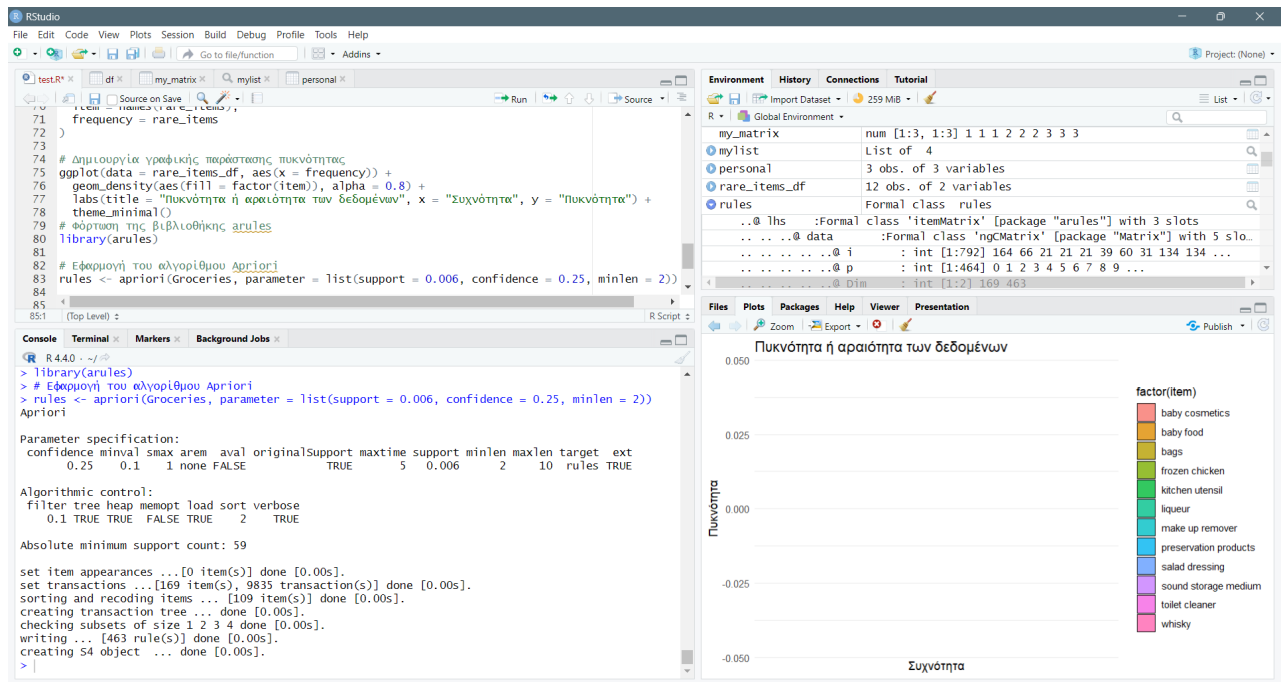 RStudio
File Edit Code View Plots Session Build Debug Profile Tools Help
Go to file/function Addins Project: (None)
test.R* df my_matrix mylist personal
Source on Save Run Source
71 frequency = rare_items
72 )
73
74 # Δημιουργία γραφικής παράστασης πυκνότητας
75 ggplot(data = rare_items_df, aes(x = frequency)) +
76 geom_density(aes(fill = factor(item)), alpha = 0.8) +
77 labs(title = "Πυκνότητα ή αραιότητα των δεδομένων", x = "Συχνότητα", y = "Πυκνότητα") +
78 theme_minimal()
79 # Φόρτωση της βιβλιοθήκης arules
80 library(arules)
81
82 # Εφαρμογή του αλγορίθμου Apriori
83 rules <- apriori(Groceries, parameter = list(support = 0.006, confidence = 0.25, minlen = 2))
84
85
85:1 (Top Level) R Script
Console Terminal Markers Background Jobs
R 4.4.0 · ~/
> library(arules)
> # Εφαρμογή του αλγορίθμου Apriori
> rules <- apriori(Groceries, parameter = list(support = 0.006, confidence = 0.25, minlen = 2))
Apriori
Parameter specification:
confidence minval smax arem aval originalSupport maxtime support minlen maxlen target ext
0.25 0.1 1 none FALSE TRUE 5 0.006 2 10 rules TRUE
Algorithmic control:
filter tree heap memopt load sort verbose
0.1 TRUE TRUE FALSE TRUE 2 TRUE
Absolute minimum support count: 59
set item appearances ...[0 item(s)] done [0.00s].
set transactions ...[169 item(s), 9835 transaction(s)] done [0.00s].
sorting and recoding items ... [109 item(s)] done [0.00s].
creating transaction tree ... done [0.00s].
checking subsets of size 1 2 3 4 done [0.00s].
writing ... [463 rule(s)] done [0.00s].
creating S4 object ... done [0.00s].
>
Environment History Connections Tutorial
Import Dataset 259 MiB List
R Global Environment
my_matrix num [1:3, 1:3] 1 1 1 2 2 2 3 3 3
mylist List of 4
personal 3 obs. of 3 variables
rare_items_df 12 obs. of 2 variables
rules Formal class rules
..@ lhs :Formal class 'itemMatrix' [package "arules"] with 3 slots
.. .. ..@ data :Formal class 'ngCMatrix' [package "Matrix"] with 5 slo…
.. .. .. .. ..@ i : int [1:792] 164 66 21 21 21 39 60 31 134 134 ...
.. .. .. .. ..@ p : int [1:464] 0 1 2 3 4 5 6 7 8 9 ...
.. .. .. .. ..@ Dim : int [1:2] 169 463
Files Plots Packages Help Viewer Presentation
Zoom Export Publish
Πυκνότητα ή αραιότητα των δεδομένων
0.050
0.025
0.000
-0.025
-0.050
Πυκνότητα
Συχνότητα
factor(item)
baby cosmetics
baby food
bags
frozen chicken
kitchen utensil
liqueur
make up remover
preservation products
salad dressing
sound storage medium
toilet cleaner
whisky